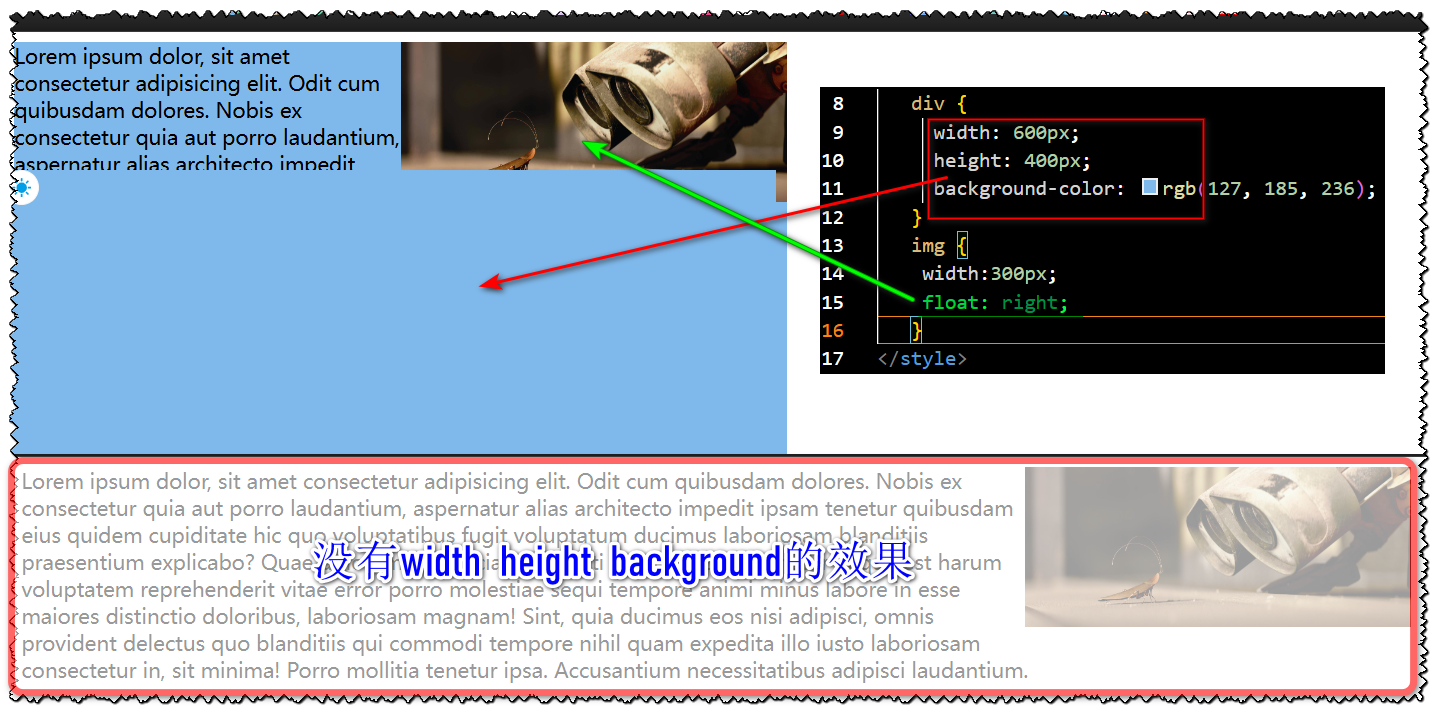 Lorem ipsum dolor, sit amet
consectetur adipisicing elit. Odit cum
quibusdam dolores. Nobis ex
consectetur quia aut porro laudantium,
aspernatur alias architecto impedit
8 div {
9 width: 600px;
10 height: 400px;
11 background-color: rgb(127, 185, 236);
12 }
13 img {
14 width:300px;
15 float: right;
16 }
17 </style>
Lorem ipsum dolor, sit amet consectetur adipisicing elit. Odit cum quibusdam dolores. Nobis ex
consectetur quia aut porro laudantium, aspernatur alias architecto impedit ipsam tenetur quibusdam
eius quidem cupiditate hic quo voluptatibus fugit voluptatum ducimus laboriosam blanditiis
praesentium explicabo? harum
没有width height background的效果
voluptatem reprehenderit vitae error porro molestiae sequi tempore animi minus labore in esse
maiores distinctio doloribus, laboriosam magnam! Sint, quia ducimus eos nisi adipisci, omnis
provident delectus quo blanditiis qui commodi tempore nihil quam expedita illo iusto laboriosam
consectetur in, sit minima! Porro mollitia tenetur ipsa. Accusantium necessitatibus adipisci laudantium.